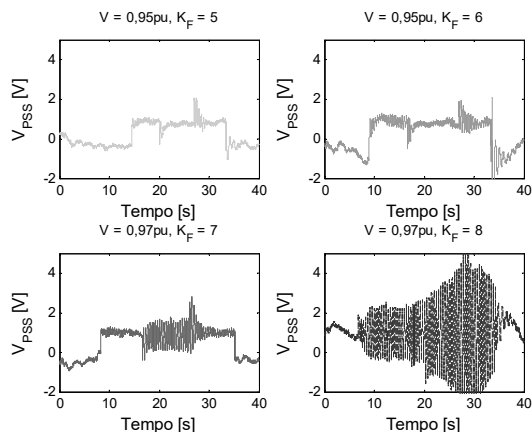 V = 0,95pu, K_F = 5
V_PSS [V]
4
2
0
-2
0 10 20 30 40
Tempo [s]
V = 0,95pu, K_F = 6
V_PSS [V]
4
2
0
-2
0 10 20 30 40
Tempo [s]
V = 0,97pu, K_F = 7
V_PSS [V]
4
2
0
-2
0 10 20 30 40
Tempo [s]
V = 0,97pu, K_F = 8
V_PSS [V]
4
2
0
-2
0 10 20 30 40
Tempo [s]